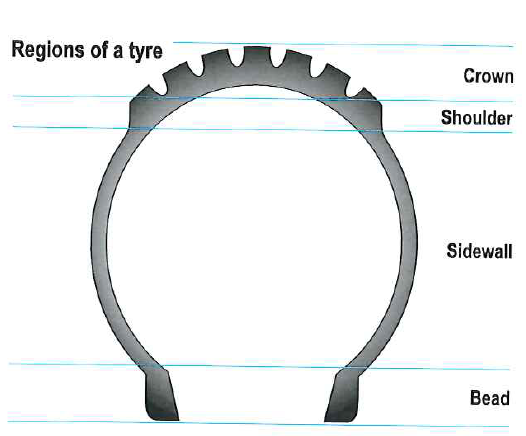 Regions of a tyre
Crown
Shoulder
Sidewall
Bead